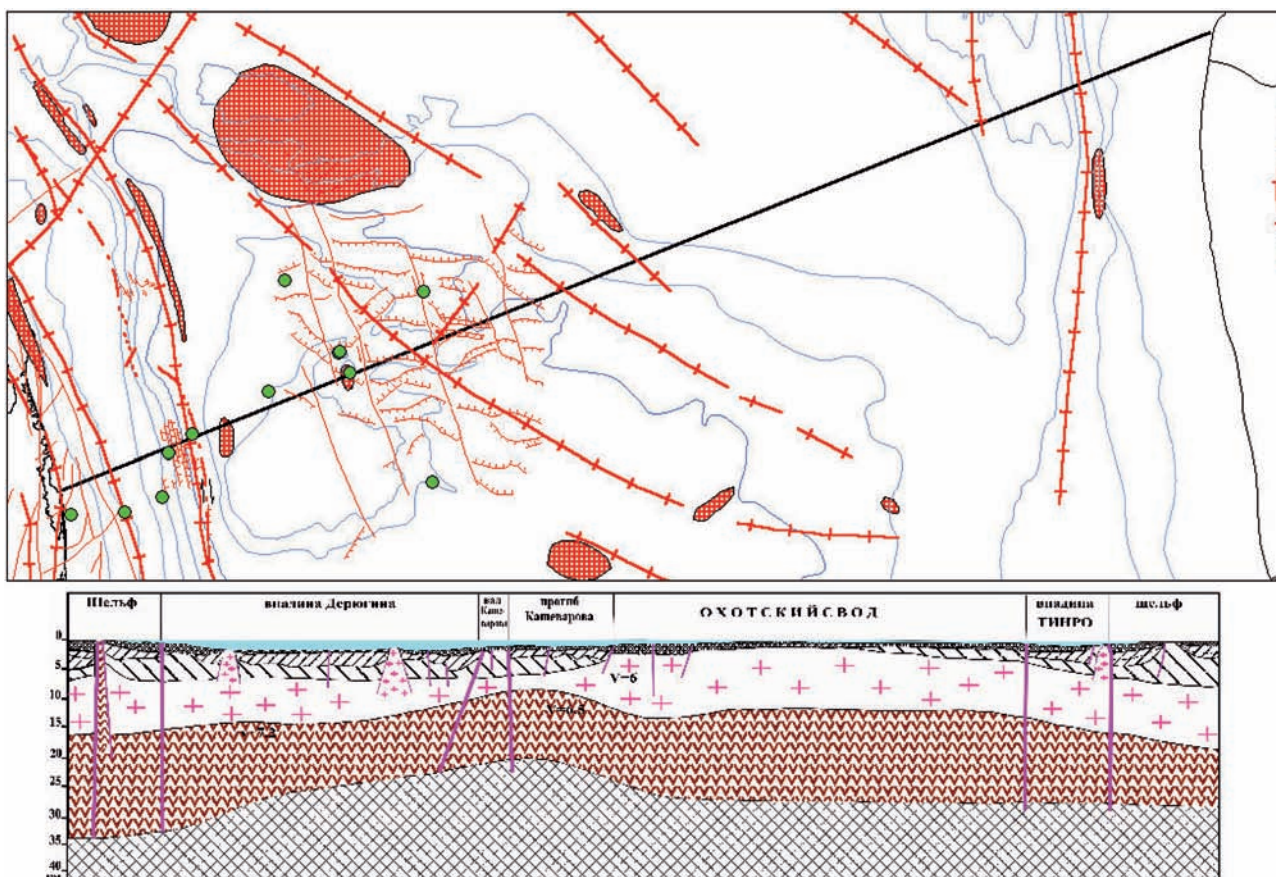 Шельф
впадина Дерюгина
вал
прогиб
Кашеварова
ОХОТСКИЙ СВОД
впадина
ТИНРО
шельф
0
5
10
15
20
25
30
35
40
V=6